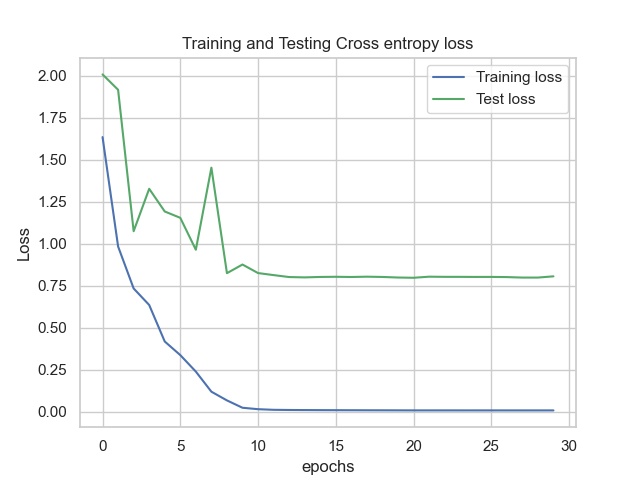 Training and Testing Cross entropy loss
Training loss
Test loss
2.00
1.75
1.50
1.25
1.00
0.75
0.50
0.25
0.00
Loss
0 5 10 15 20 25 30
epochs